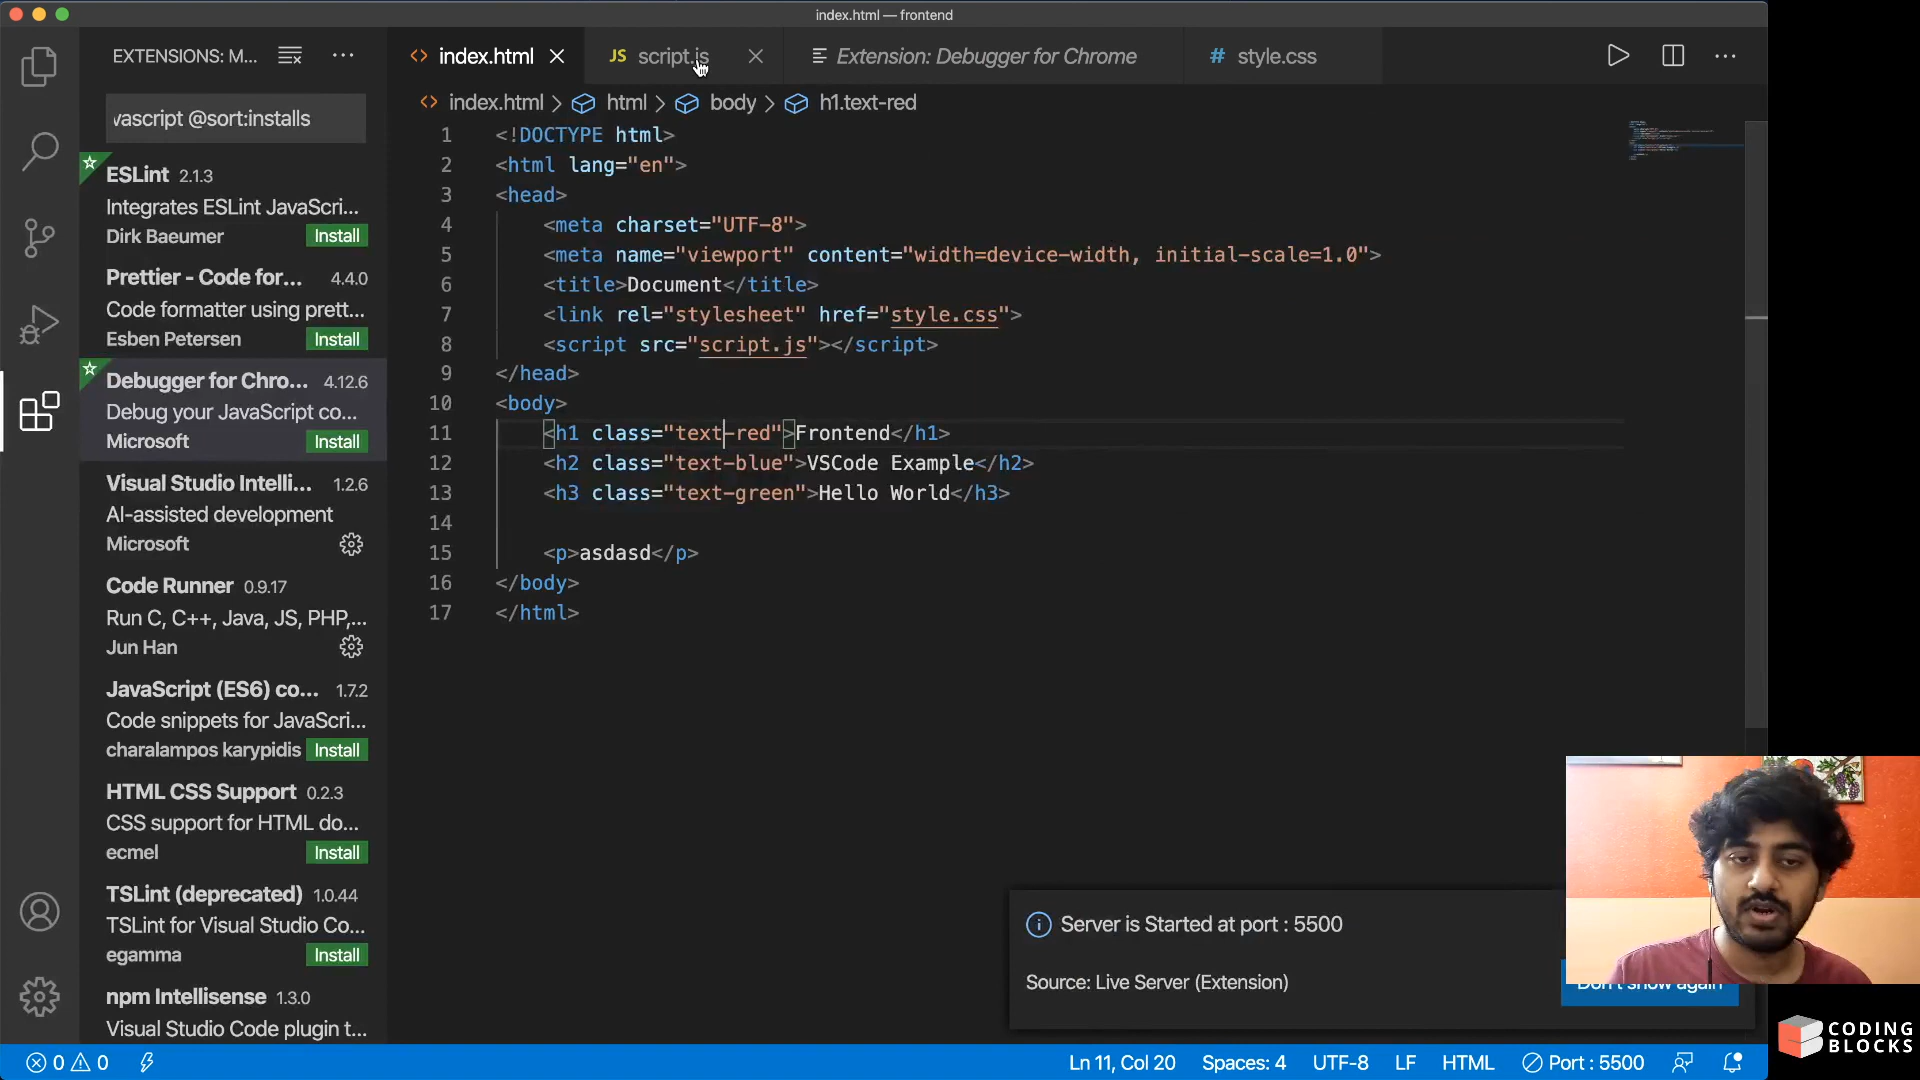 index.html — frontend
EXTENSIONS: M...
index.html
JS script.js
Extension: Debugger for Chrome
# style.css
index.html > html > body > h1.text-red
vascript @sort:installs
ESLint 2.1.3
Integrates ESLint JavaScri...
Dirk Baeumer Install
Prettier - Code for... 4.4.0
Code formatter using prett...
Esben Petersen Install
Debugger for Chro... 4.12.6
Debug your JavaScript co...
Microsoft Install
Visual Studio Intelli... 1.2.6
AI-assisted development
Microsoft
Code Runner 0.9.17
Run C, C++, Java, JS, PHP,...
Jun Han
JavaScript (ES6) co... 1.7.2
Code snippets for JavaScri...
charalampos karypidis Install
HTML CSS Support 0.2.3
CSS support for HTML do...
ecmel Install
TSLint (deprecated) 1.0.44
TSLint for Visual Studio Co...
egamma Install
npm Intellisense 1.3.0
Visual Studio Code plugin t...
1 <!DOCTYPE html>
2 <html lang="en">
3 <head>
4 <meta charset="UTF-8">
5 <meta name="viewport" content="width=device-width, initial-scale=1.0">
6 <title>Document</title>
7 <link rel="stylesheet" href="style.css">
8 <script src="script.js"></script>
9 </head>
10 <body>
11 <h1 class="text-red">Frontend</h1>
12 <h2 class="text-blue">VSCode Example</h2>
13 <h3 class="text-green">Hello World</h3>
14
15 <p>asdasd</p>
16 </body>
17 </html>
Server is Started at port : 5500
Source: Live Server (Extension)
Don't show again
0 0
Ln 11, Col 20
Spaces: 4
UTF-8
LF
HTML
Port : 5500
CODING
BLOCKS